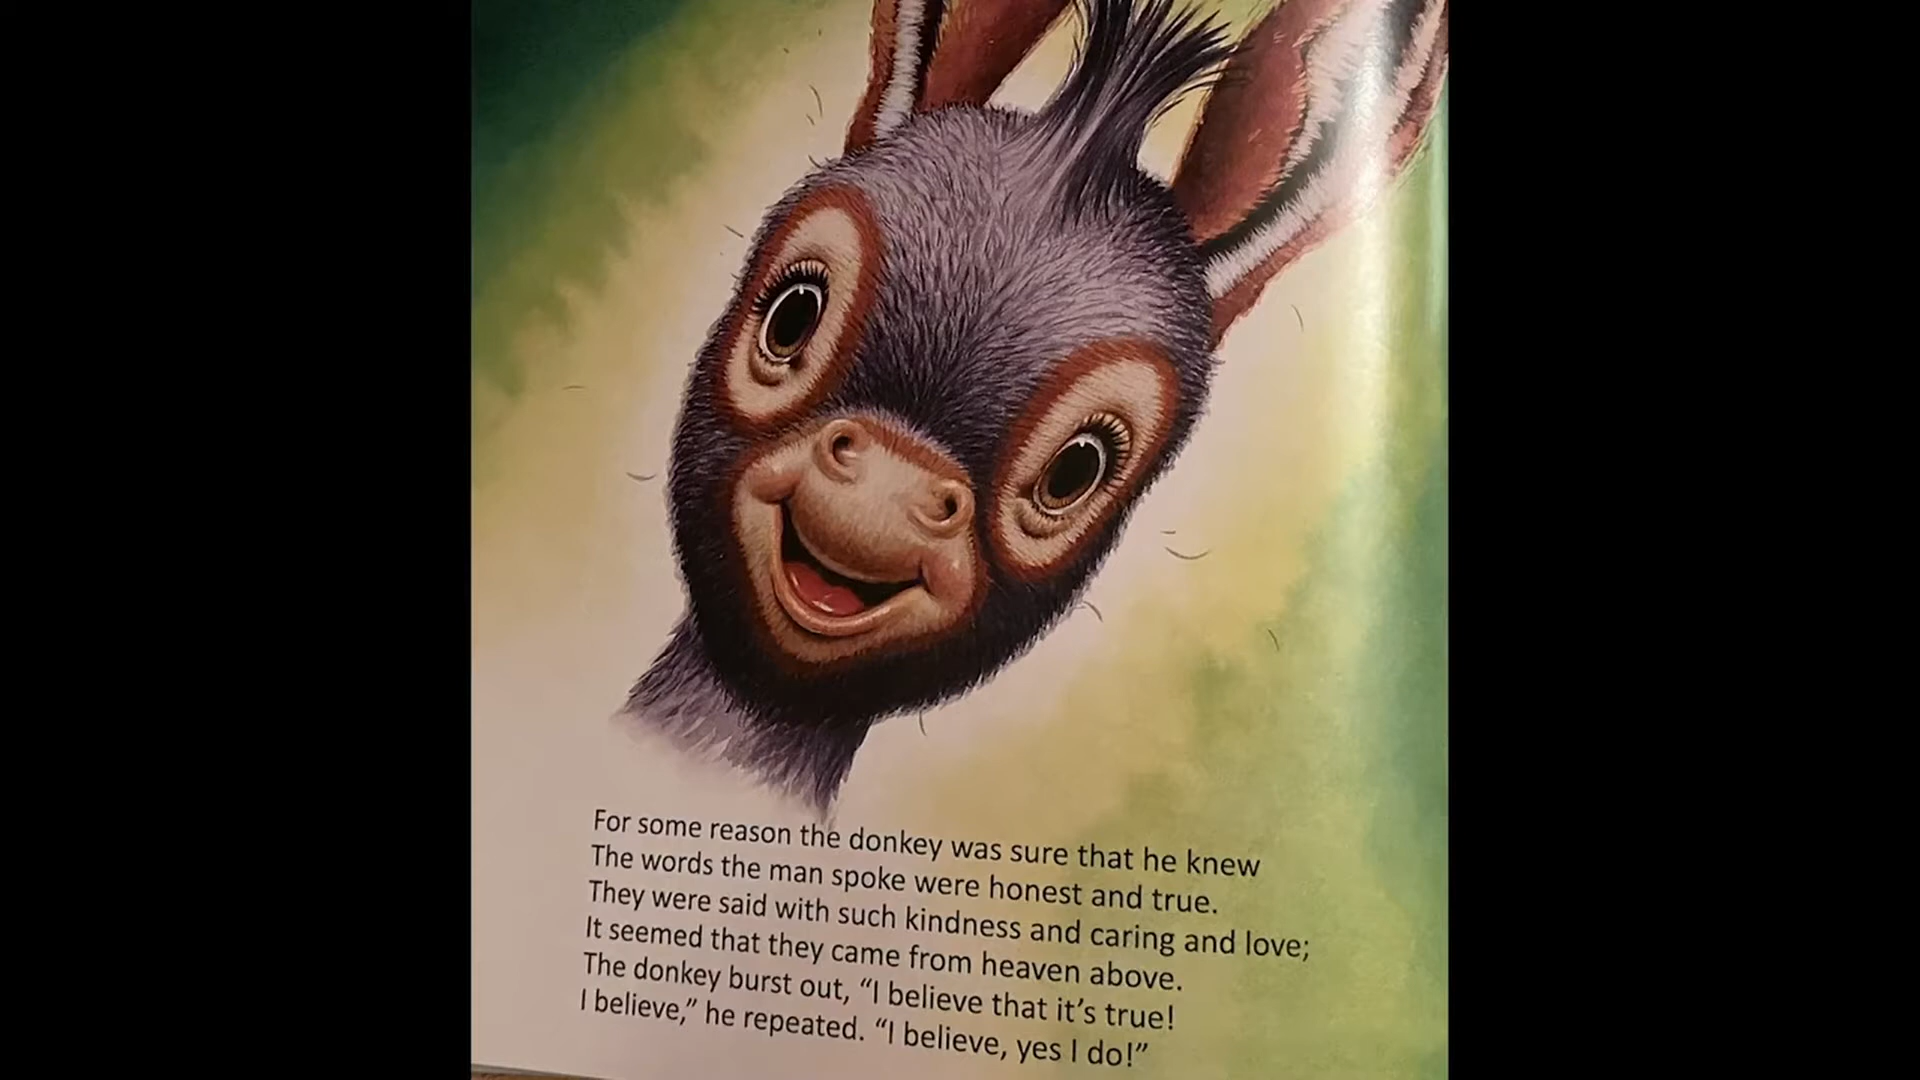 For some reason the donkey was sure that he knew
The words the man spoke were honest and true.
They were said with such kindness and caring and love;
It seemed that they came from heaven above.
The donkey burst out, “I believe that it’s true!
I believe,” he repeated. “I believe, yes I do!”